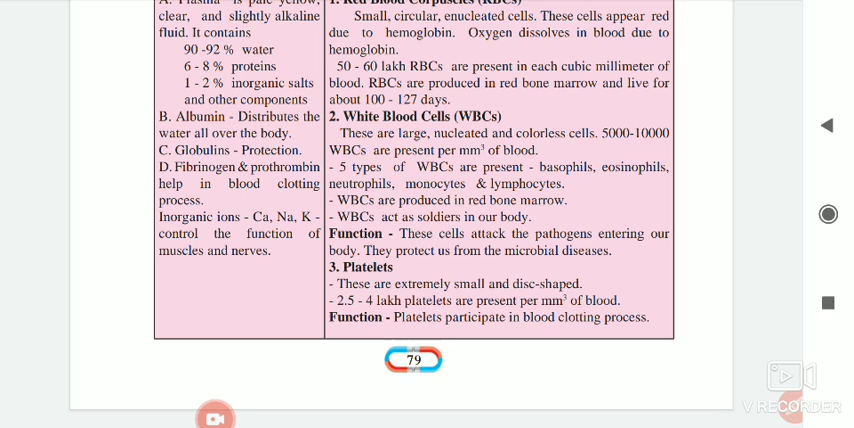 A. Plasma is pale yellow,
clear, and slightly alkaline
fluid. It contains
90 -92 % water
6 - 8 % proteins
1 - 2 % inorganic salts
and other components
B. Albumin - Distributes the
water all over the body.
C. Globulins - Protection.
D. Fibrinogen & prothrombin
help in blood clotting
process.
Inorganic ions - Ca, Na, K -
control the function of
muscles and nerves.
1. Red Blood Corpuscles (RBCs)
Small, circular, enucleated cells. These cells appear red
due to hemoglobin. Oxygen dissolves in blood due to
hemoglobin.
50 - 60 lakh RBCs are present in each cubic millimeter of
blood. RBCs are produced in red bone marrow and live for
about 100 - 127 days.
2. White Blood Cells (WBCs)
These are large, nucleated and colorless cells. 5000-10000
WBCs are present per mm³ of blood.
- 5 types of WBCs are present - basophils, eosinophils,
neutrophils, monocytes & lymphocytes.
- WBCs are produced in red bone marrow.
- WBCs act as soldiers in our body.
Function - These cells attack the pathogens entering our
body. They protect us from the microbial diseases.
3. Platelets
- These are extremely small and disc-shaped.
- 2.5 - 4 lakh platelets are present per mm³ of blood.
Function - Platelets participate in blood clotting process.
79
V RECORDER